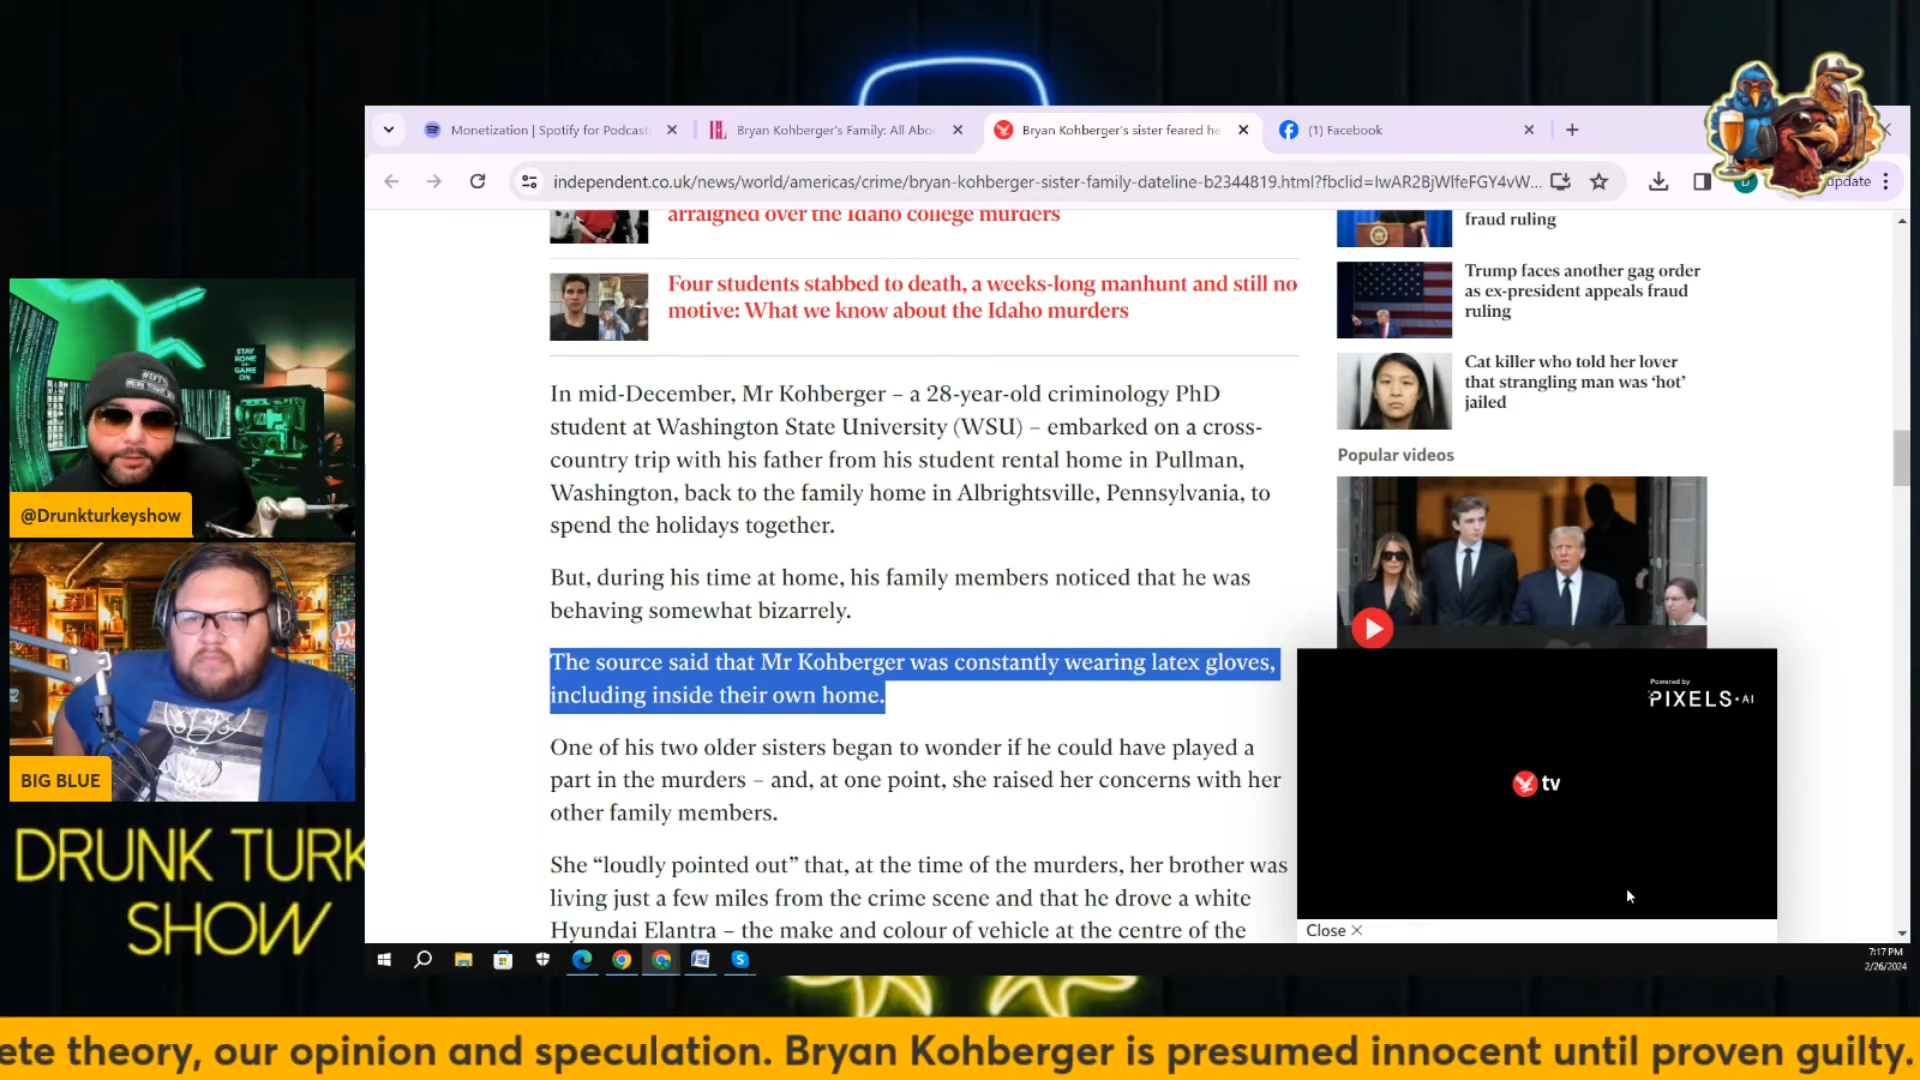 Monetization | Spotify for Podcast
Bryan Kohberger's Family: All Abo
Bryan Kohberger's sister feared he
(1) Facebook
independent.co.uk/news/world/americas/crime/bryan-kohberger-sister-family-dateline-b2344819.html?fbclid=IwAR2BjWlfeFGY4vW...
update
arraigned over the Idaho college murders
Four students stabbed to death, a weeks-long manhunt and still no
motive: What we know about the Idaho murders
In mid-December, Mr Kohberger – a 28-year-old criminology PhD
student at Washington State University (WSU) – embarked on a cross-
country trip with his father from his student rental home in Pullman,
Washington, back to the family home in Albrightsville, Pennsylvania, to
spend the holidays together.
But, during his time at home, his family members noticed that he was
behaving somewhat bizarrely.
The source said that Mr Kohberger was constantly wearing latex gloves,
including inside their own home.
One of his two older sisters began to wonder if he could have played a
part in the murders – and, at one point, she raised her concerns with her
other family members.
She “loudly pointed out” that, at the time of the murders, her brother was
living just a few miles from the crime scene and that he drove a white
Hyundai Elantra – the make and colour of vehicle at the centre of the
fraud ruling
Trump faces another gag order
as ex-president appeals fraud
ruling
Cat killer who told her lover
that strangling man was ‘hot’
jailed
Popular videos
Powered by
PIXELS.AI
tv
Close
STAY
HOME
GAME
ON
#DTS
@Drunkturkeyshow
BIG BLUE
DRUNK TURK
SHOW
7:17 PM
2/26/2024
ete theory, our opinion and speculation. Bryan Kohberger is presumed innocent until proven guilty.